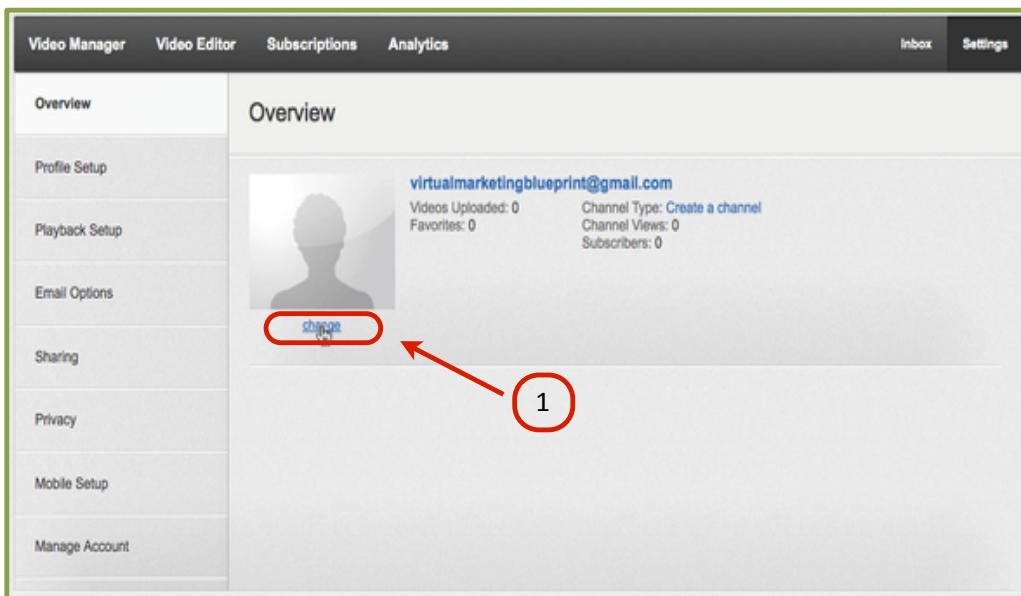 Video Manager Video Editor Subscriptions Analytics Inbox Settings
Overview
Profile Setup
Playback Setup
Email Options
Sharing
Privacy
Mobile Setup
Manage Account
Overview
virtualmarketingblueprint@gmail.com
Videos Uploaded: 0
Favorites: 0
Channel Type: Create a channel
Channel Views: 0
Subscribers: 0
change
1